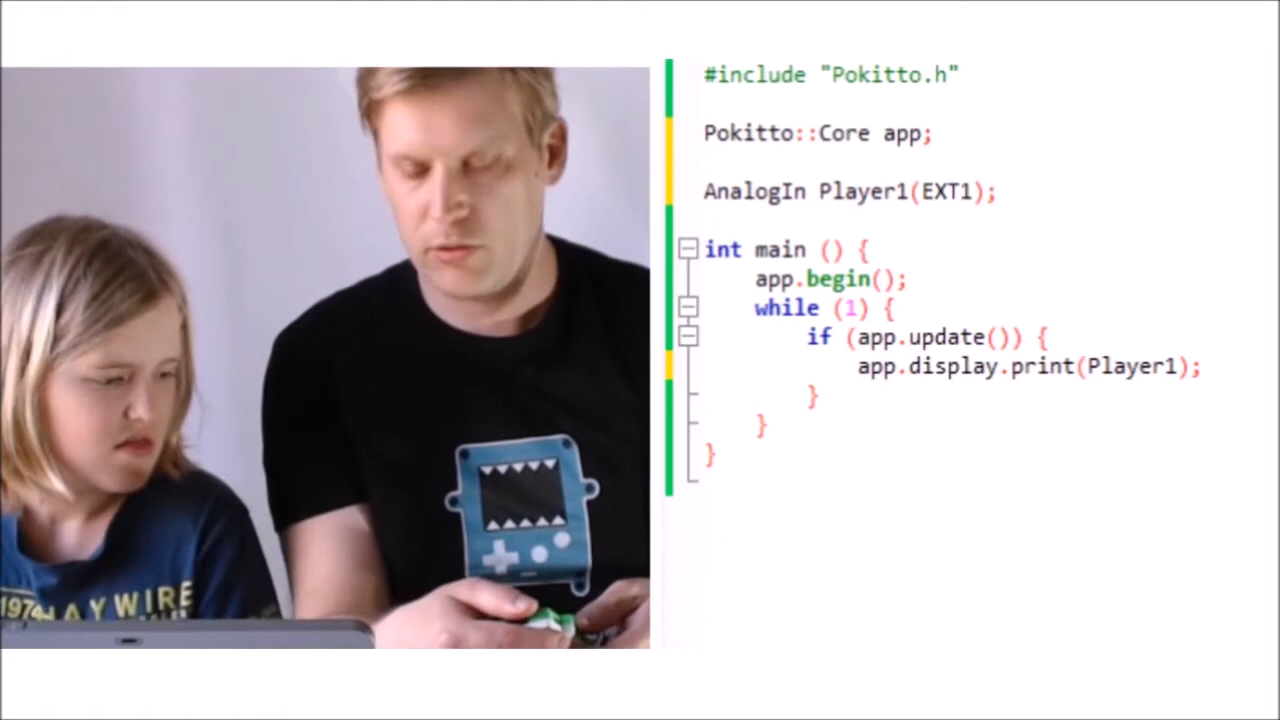 1974
HAYWIRE
#include "Pokitto.h"
Pokitto::Core app;
AnalogIn Player1(EXT1);
int main () {
app.begin();
while (1) {
if (app.update()) {
app.display.print(Player1);
}
}
}